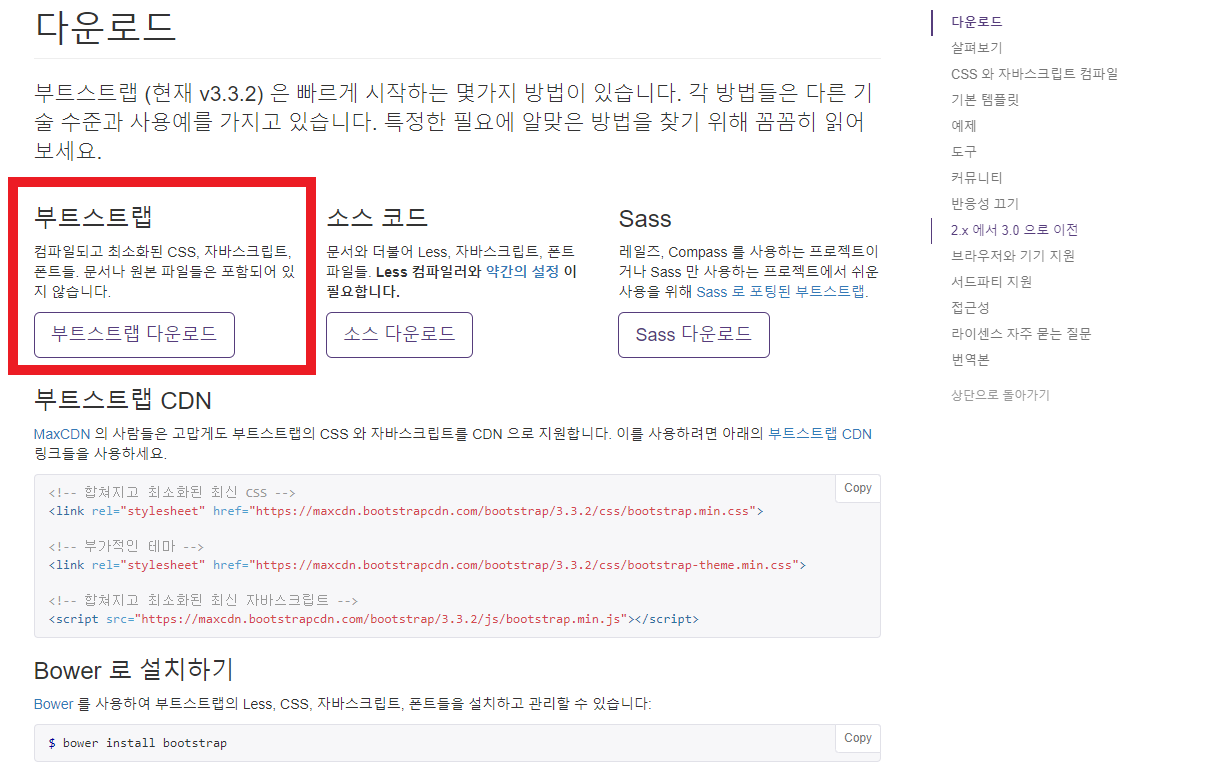 다운로드
부트스트랩 (현재 v3.3.2) 은 빠르게 시작하는 몇가지 방법이 있습니다. 각 방법들은 다른 기
술 수준과 사용예를 가지고 있습니다. 특정한 필요에 알맞은 방법을 찾기 위해 꼼꼼히 읽어
보세요.
부트스트랩
컴파일되고 최소화된 CSS, 자바스크립트,
폰트들. 문서나 원본 파일들은 포함되어 있
지 않습니다.
부트스트랩 다운로드
소스 코드
문서와 더불어 Less, 자바스크립트, 폰트
파일들. Less 컴파일러와 약간의 설정 이
필요합니다.
소스 다운로드
Sass
레일즈, Compass 를 사용하는 프로젝트이
거나 Sass 만 사용하는 프로젝트에서 쉬운
사용을 위해 Sass 로 포팅된 부트스트랩.
Sass 다운로드
부트스트랩 CDN
MaxCDN 의 사람들은 고맙게도 부트스트랩의 CSS 와 자바스크립트를 CDN 으로 지원합니다. 이를 사용하려면 아래의 부트스트랩 CDN
링크들을 사용하세요.
Copy
<!-- 합쳐지고 최소화된 최신 CSS -->
<link rel="stylesheet" href="https://maxcdn.bootstrapcdn.com/bootstrap/3.3.2/css/bootstrap.min.css">
<!-- 부가적인 테마 -->
<link rel="stylesheet" href="https://maxcdn.bootstrapcdn.com/bootstrap/3.3.2/css/bootstrap-theme.min.css">
<!-- 합쳐지고 최소화된 최신 자바스크립트 -->
<script src="https://maxcdn.bootstrapcdn.com/bootstrap/3.3.2/js/bootstrap.min.js"></script>
Bower 로 설치하기
Bower 를 사용하여 부트스트랩의 Less, CSS, 자바스크립트, 폰트들을 설치하고 관리할 수 있습니다:
Copy
$ bower install bootstrap
다운로드
살펴보기
CSS 와 자바스크립트 컴파일
기본 템플릿
예제
도구
커뮤니티
반응성 끄기
2.x 에서 3.0 으로 이전
브라우저와 기기 지원
서드파티 지원
접근성
라이센스 자주 묻는 질문
번역본
상단으로 돌아가기